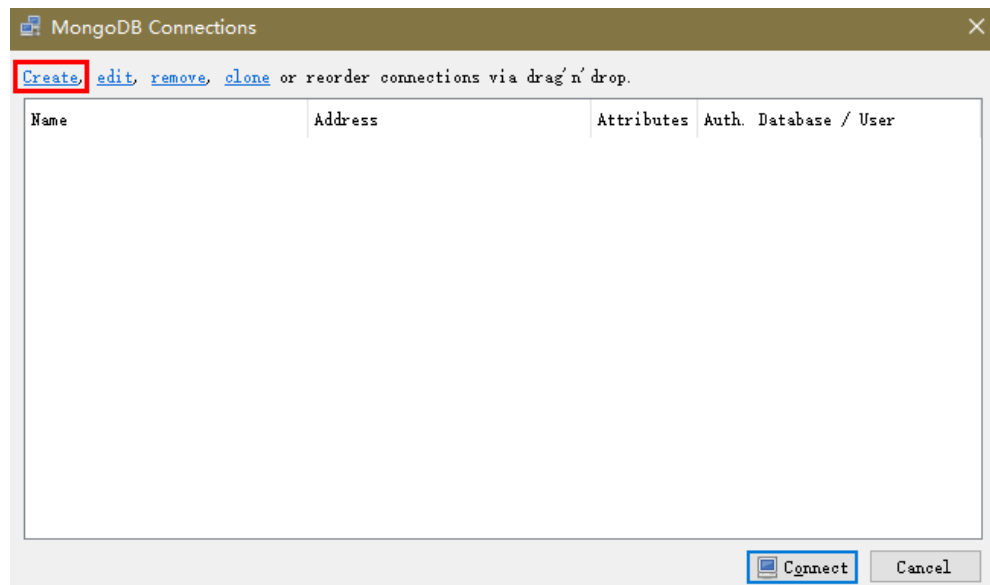 MongoDB Connections
Create, edit, remove, clone or reorder connections via drag'n'drop.
Name Address Attributes Auth. Database / User
Connect Cancel